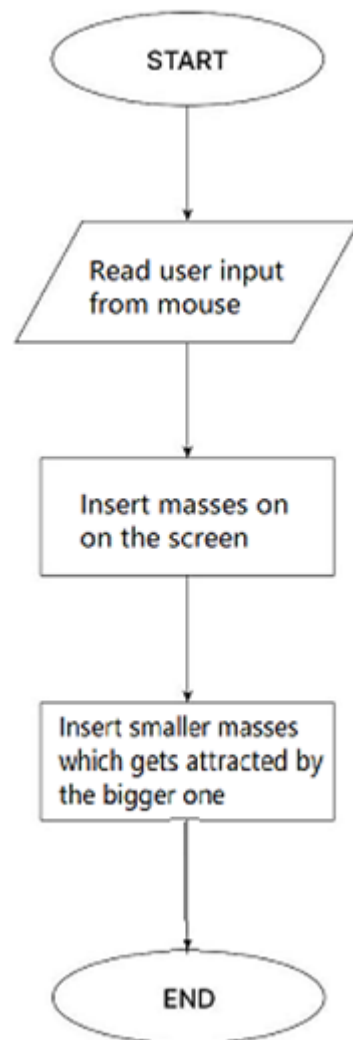 START
Read user input
from mouse
Insert masses on
on the screen
Insert smaller masses
which gets attracted by
the bigger one
END